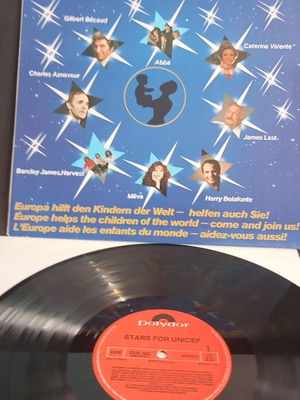 Gilbert Bécaud
Abba
Caterina Valente
Charles Aznavour
James Last
Barclay James Harvest
Milva
Harry Belafonte
Europa hilft den Kindern der Welt – helfen auch Sie!
Europe helps the children of the world – come and join us!
L'Europe aide les enfants du monde – aidez-vous aussi!
Polydor
STARS FOR UNICEF
STEREO